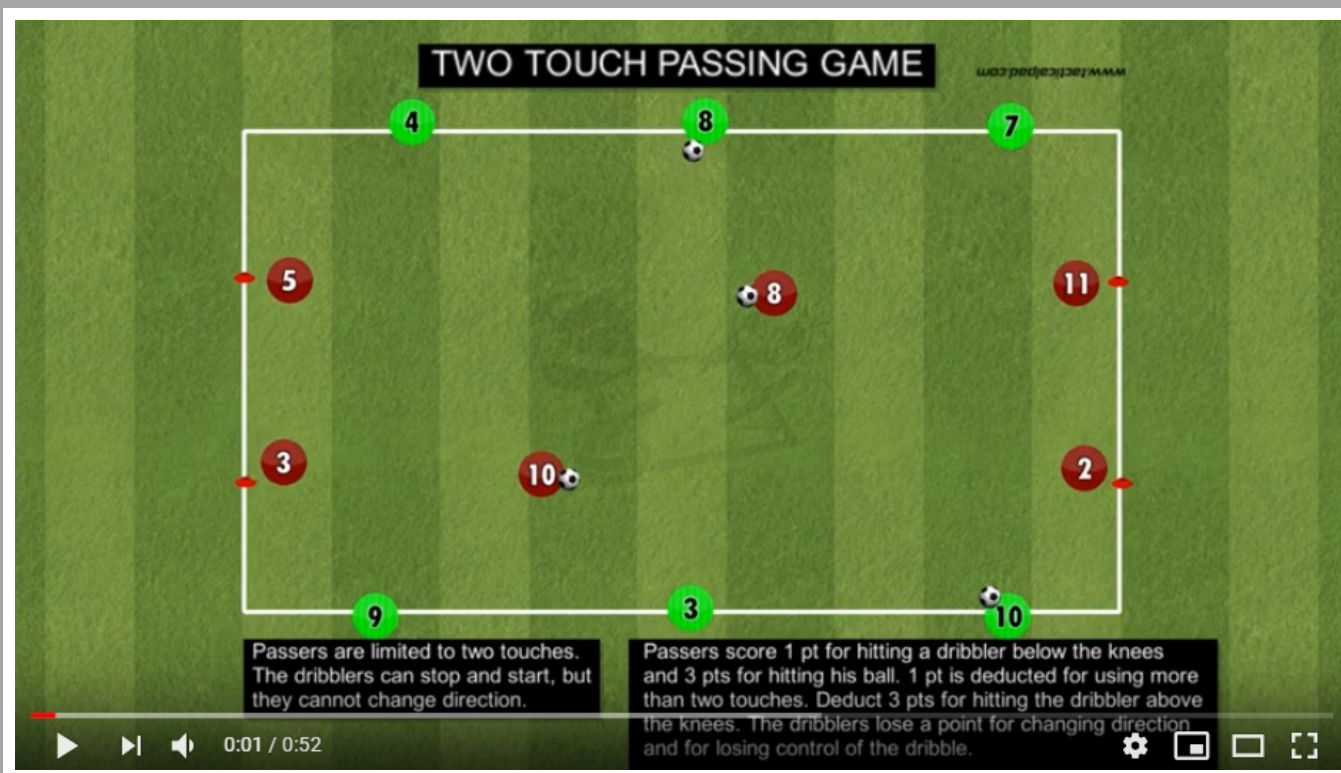 TWO TOUCH PASSING GAME
www.tacticalpad.com
4
8
7
5
8
11
3
10
2
9
3
10
Passers are limited to two touches.
The dribblers can stop and start, but
they cannot change direction.
Passers score 1 pt for hitting a dribbler below the knees
and 3 pts for hitting his ball. 1 pt is deducted for using more
than two touches. Deduct 3 pts for hitting the dribbler above
the knees. The dribblers lose a point for changing direction
and for losing control of the dribble.
0:01 / 0:52